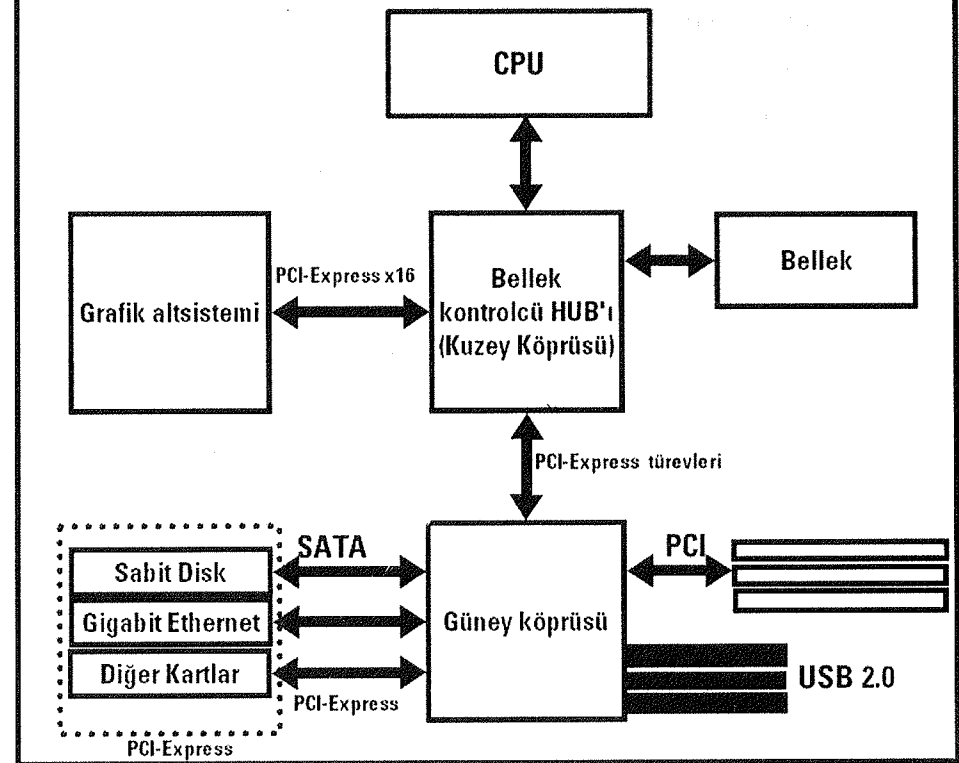 CPU
Grafik altsistemi
PCI-Express x16
Bellek
kontrolcü HUB'ı
(Kuzey Köprüsü)
Bellek
PCI-Express türevleri
SATA
Sabit Disk
Gigabit Ethernet
Diğer Kartlar
PCI-Express
PCI-Express
Güney köprüsü
PCI
USB 2.0